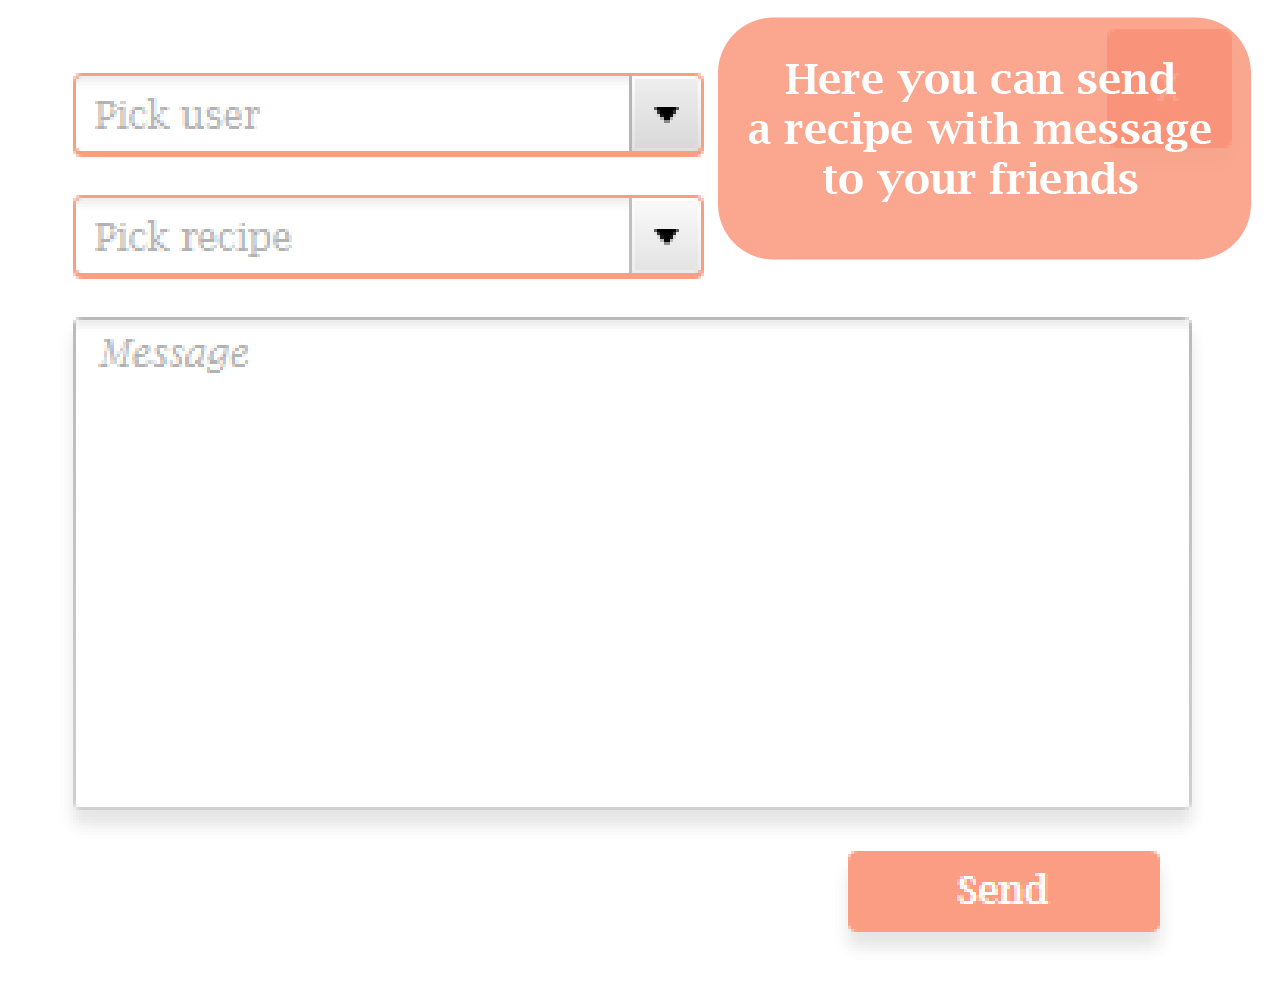 Pick user
Here you can send
a recipe with message
to your friends
Pick recipe
Message
Send